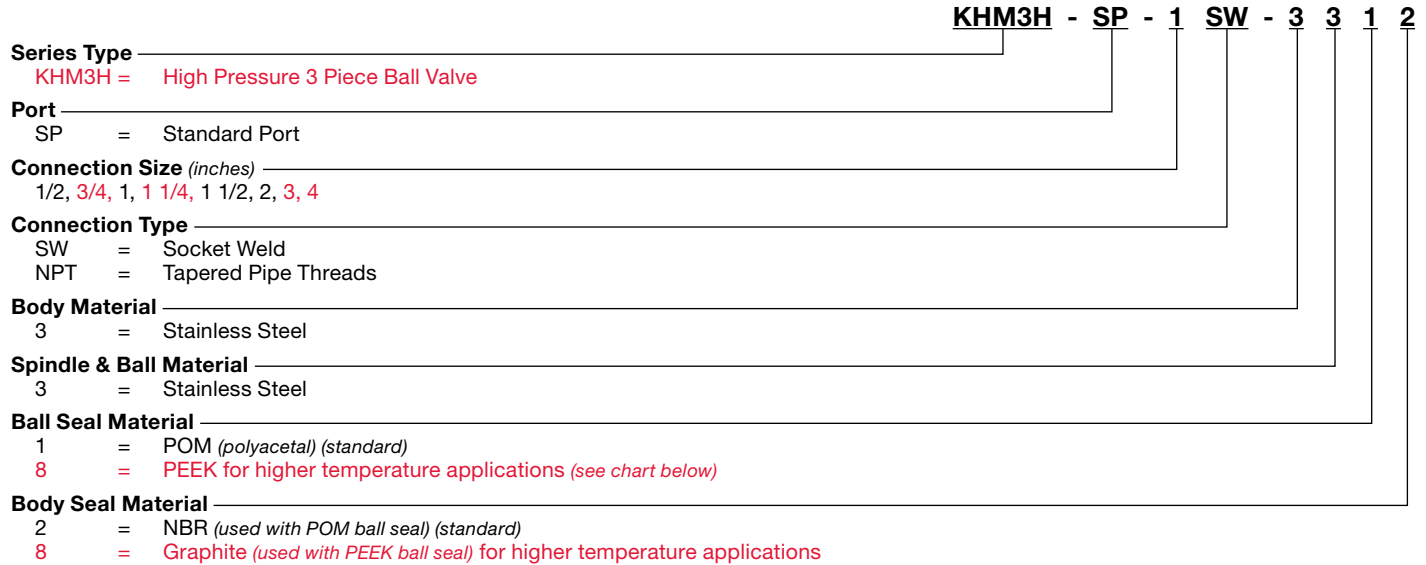 KHM3H - SP - 1 SW - 3 3 1 2
Series Type
KHM3H = High Pressure 3 Piece Ball Valve
Port
SP = Standard Port
Connection Size (inches)
1/2, 3/4, 1, 1 1/4, 1 1/2, 2, 3, 4
Connection Type
SW = Socket Weld
NPT = Tapered Pipe Threads
Body Material
3 = Stainless Steel
Spindle & Ball Material
3 = Stainless Steel
Ball Seal Material
1 = POM (polyacetal) (standard)
8 = PEEK for higher temperature applications (see chart below)
Body Seal Material
2 = NBR (used with POM ball seal) (standard)
8 = Graphite (used with PEEK ball seal) for higher temperature applications